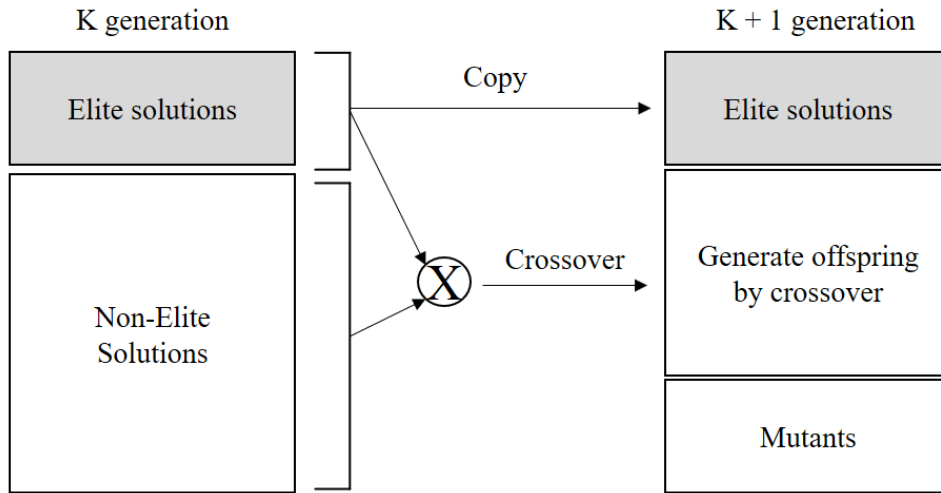 K generation
K + 1 generation
Elite solutions
Copy
Elite solutions
Non-Elite
Solutions
X
Crossover
Generate offspring
by crossover
Mutants